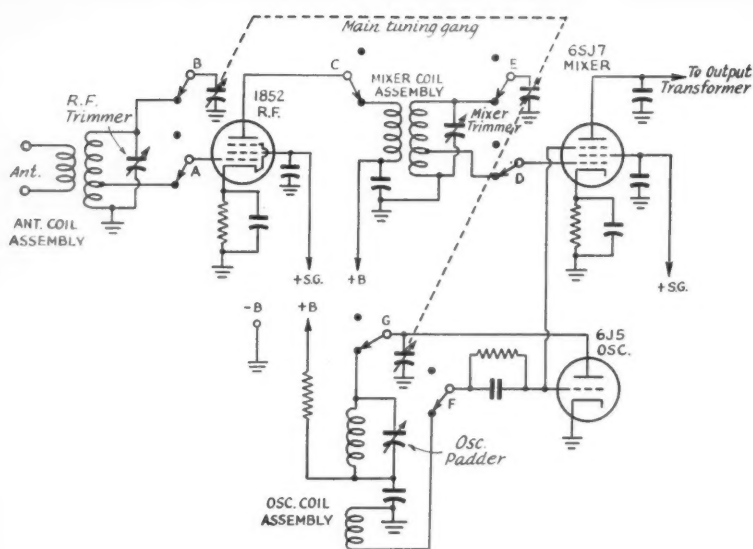 Main tuning gang
B
C
E
6SJ7
MIXER
To Output
Transformer
R.F.
Trimmer
1852
R.F.
MIXER COIL
ASSEMBLY
Mixer
Trimmer
Ant.
A
D
ANT. COIL
ASSEMBLY
+S.G.
+B
+S.G.
-B
+B
G
6J5
OSC.
F
Osc.
Padder
OSC. COIL
ASSEMBLY